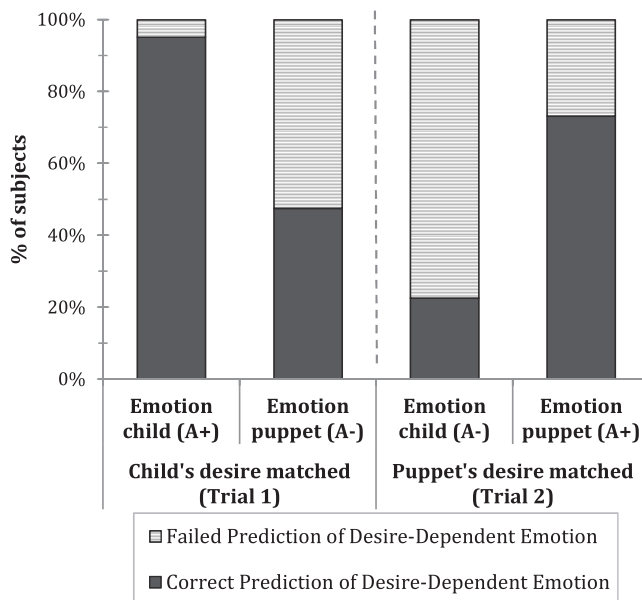 100%
80%
60%
40%
20%
0%
% of subjects
Emotion child (A+)
Emotion puppet (A-)
Emotion child (A-)
Emotion puppet (A+)
Child's desire matched
(Trial 1)
Puppet's desire matched
(Trial 2)
Failed Prediction of Desire-Dependent Emotion
Correct Prediction of Desire-Dependent Emotion